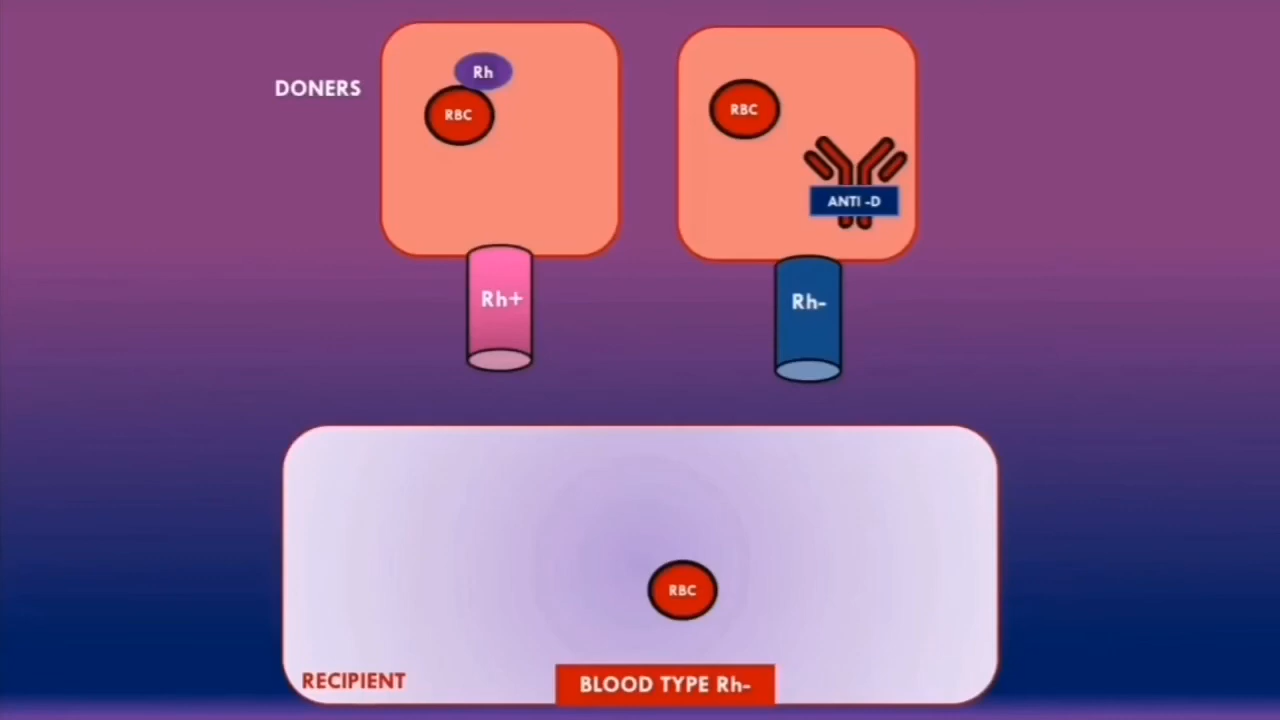 DONERS
Rh
RBC
RBC
ANTI -D
Rh+
Rh-
RBC
RECIPIENT
BLOOD TYPE Rh-